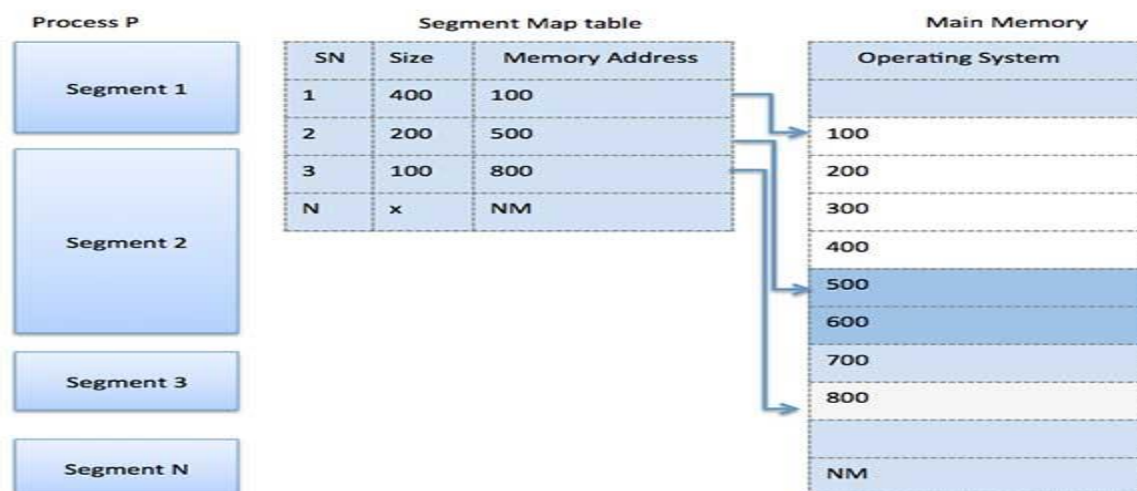 Process P
Segment 1
Segment 2
Segment 3
Segment N
Segment Map table
SN Size Memory Address
1 400 100
2 200 500
3 100 800
N x NM
Main Memory
Operating System
100
200
300
400
500
600
700
800
NM